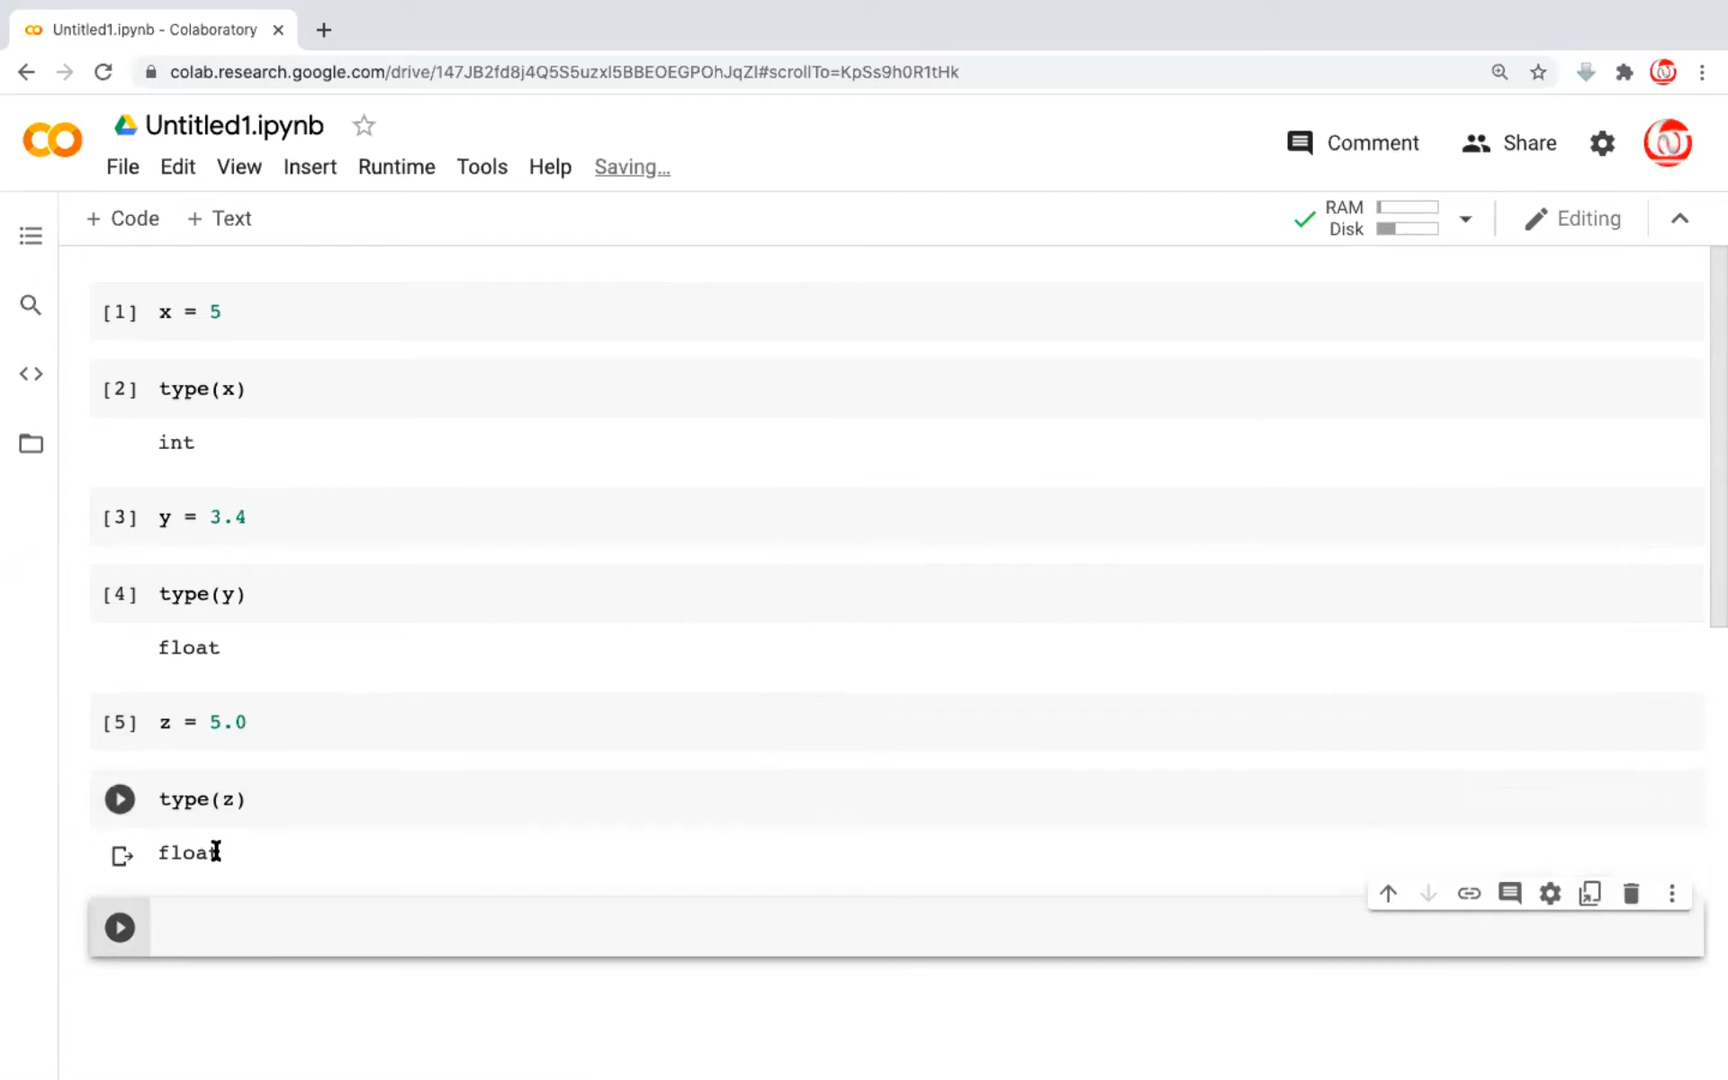 Untitled1.ipynb - Colaboratory
colab.research.google.com/drive/147JB2fd8j4Q5S5uzxl5BBEOEGPOhJqZl#scrollTo=KpSs9h0R1tHk
Untitled1.ipynb
Comment Share
File Edit View Insert Runtime Tools Help Saving...
+ Code + Text
RAM
Disk
Editing
[1] x = 5
[2] type(x)
int
[3] y = 3.4
[4] type(y)
float
[5] z = 5.0
type(z)
float